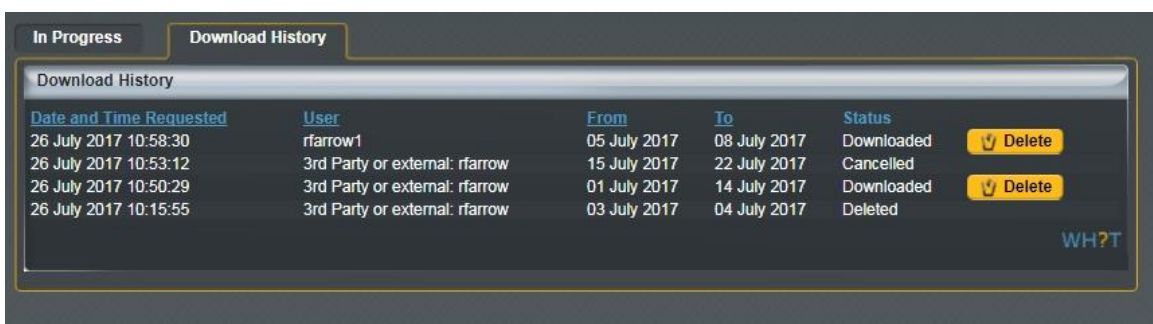 In Progress Download History
Download History
Date and Time Requested User From To Status
26 July 2017 10:58:30 rfarrow1 05 July 2017 08 July 2017 Downloaded Delete
26 July 2017 10:53:12 3rd Party or external: rfarrow 15 July 2017 22 July 2017 Cancelled
26 July 2017 10:50:29 3rd Party or external: rfarrow 01 July 2017 14 July 2017 Downloaded Delete
26 July 2017 10:15:55 3rd Party or external: rfarrow 03 July 2017 04 July 2017 Deleted
WH?T